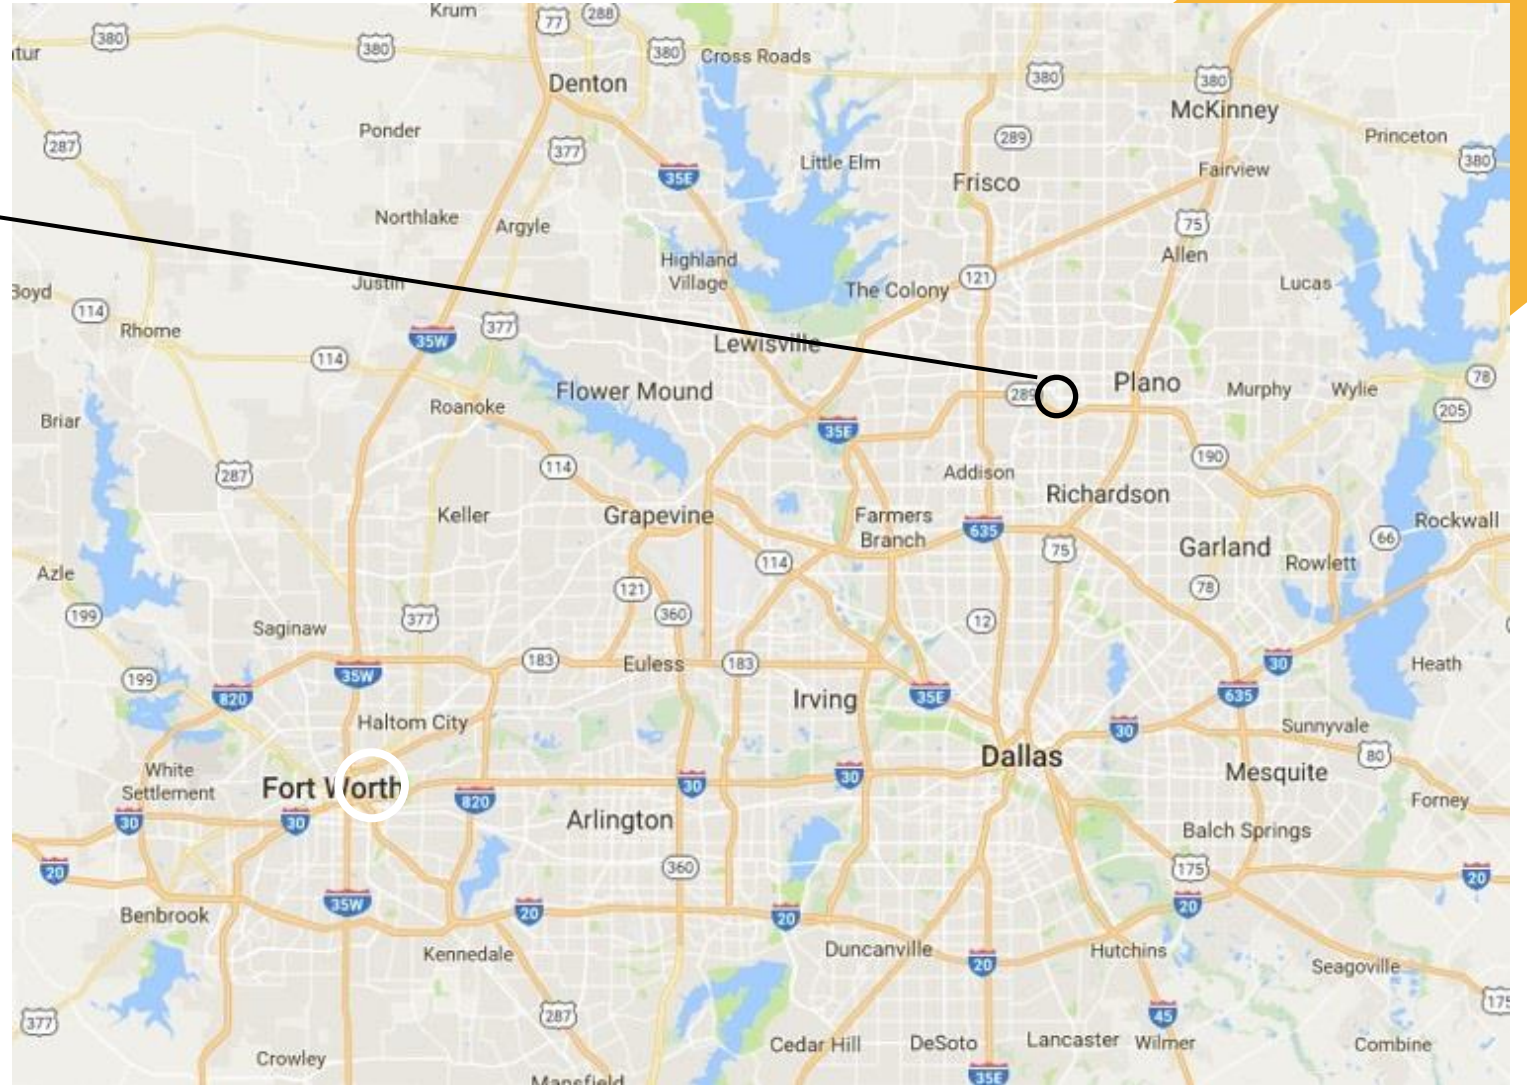 Krum
77
288
380
380
380
Cross Roads
380
380
tur
Denton
McKinney
287
Ponder
377
289
Princeton
380
35E
Little Elm
Frisco
Fairview
Northlake
Argyle
75
Allen
Highland
Village
121
The Colony
Lucas
Justin
Boyd
114
Rhome
35W
377
114
Lewisville
Flower Mound
289
Plano
Murphy
Wylie
78
205
Briar
Roanoke
35E
287
114
Addison
190
Richardson
Keller
Grapevine
Farmers
Branch
635
75
Garland
66
Rockwall
Rowlett
Azle
114
121
360
78
199
377
12
Saginaw
183
Euless
183
30
Heath
199
820
35W
Irving
35E
635
Haltom City
30
Sunnyvale
Dallas
80
White
Settlement
Fort Worth
30
30
Mesquite
820
Forney
30
30
Arlington
Balch Springs
20
360
175
20
35W
20
20
20
Benbrook
Kennedale
Duncanville
20
Hutchins
Seagoville
377
287
45
175
Crowley
Cedar Hill
DeSoto
Lancaster
Wilmer
Combine
Mansfield
35E